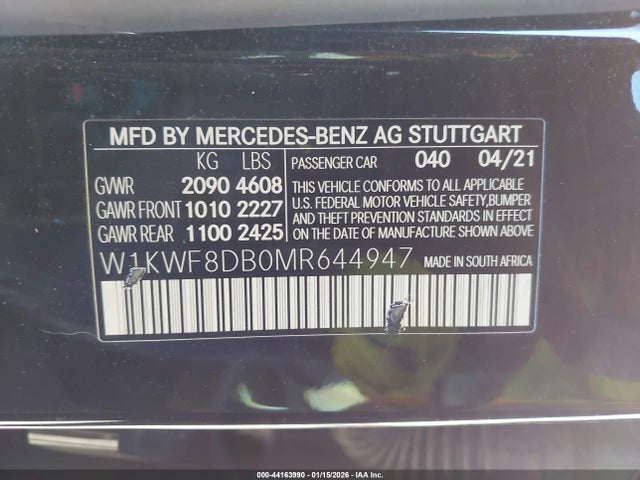 MFD BY MERCEDES-BENZ AG STUTTGART
KG LBS PASSENGER CAR 040 04/21
GVWR 2090 4608 THIS VEHICLE CONFORMS TO ALL APPLICABLE
GAWR FRONT 1010 2227 U.S. FEDERAL MOTOR VEHICLE SAFETY, BUMPER
GAWR REAR 1100 2425 AND THEFT PREVENTION STANDARDS IN EFFECT
ON THE DATE OF MANUFACTURE SHOWN ABOVE
W1KWF8DB0MR644947 MADE IN SOUTH AFRICA
000-44163990 - 01/15/2026 - IAA Inc.